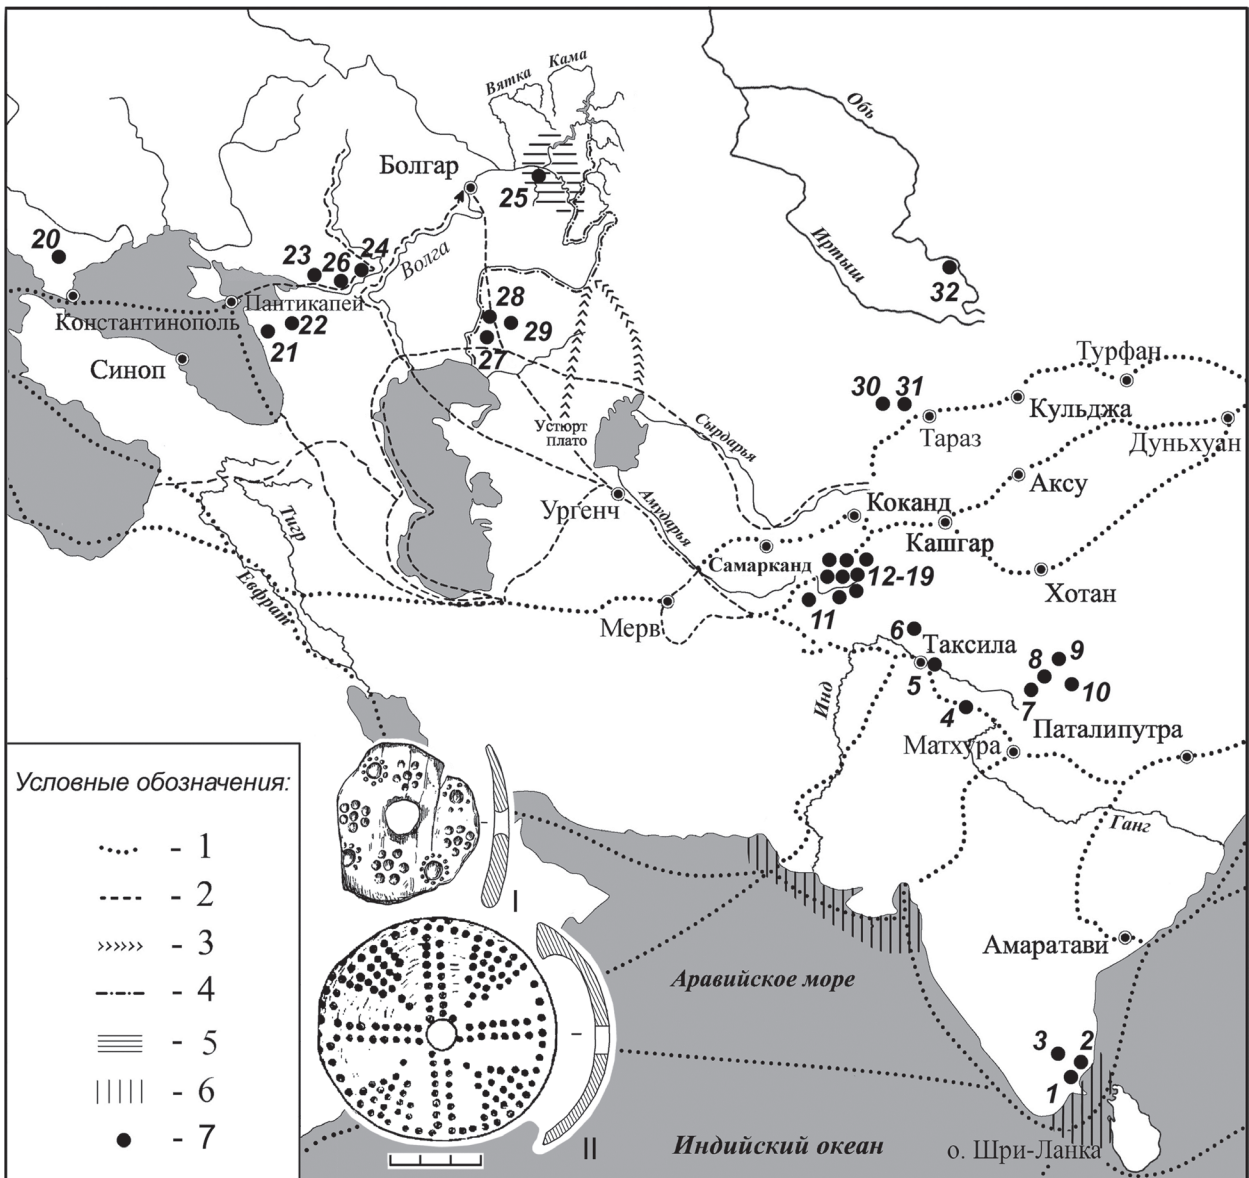 Кама
Вятка
Обь
Болгар
25
20
Волга
Иртыш
23
26
24
32
Константинополь
Пантикапей
28
22
29
21
27
Синоп
Турфан
30
31
Кульджа
Тараз
Дуньхуан
Устюрт
плато
Сырдарья
Аксу
Коканд
Ургенч
Амударья
Тигр
Кашгар
Самарканд
12-19
Хотан
Евфрат
11
Мерв
6
Таксила
9
8
5
10
7
Инд
4
Паталипутра
Матхура
Ганг
Условные обозначения:
- 1
- 2
- 3
- 4
- 5
- 6
- 7
I
II
Амаратави
Аравийское море
3
2
1
Индийский океан
о. Шри-Ланка